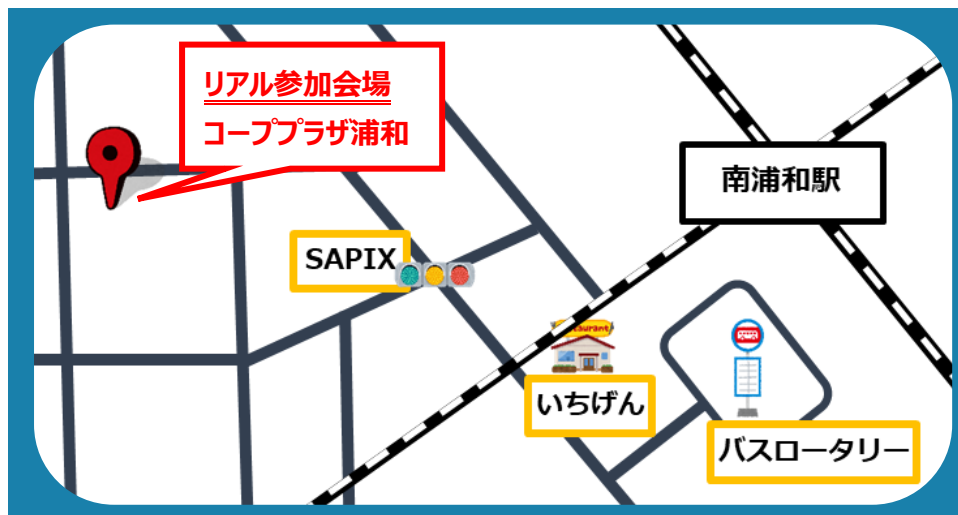 リアル参加会場
コーププラザ浦和
南浦和駅
SAPIX
Restaurant
いちげん
バスロータリー